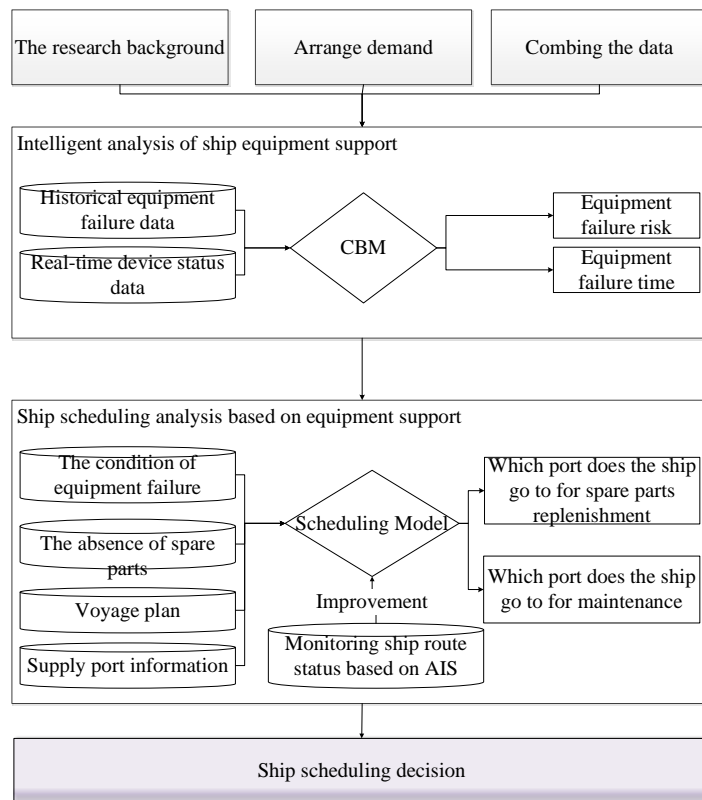 The research background
Arrange demand
Combing the data
Intelligent analysis of ship equipment support
Historical equipment
failure data
Real-time device status
data
CBM
Equipment
failure risk
Equipment
failure time
Ship scheduling analysis based on equipment support
The condition of
equipment failure
The absence of spare
parts
Voyage plan
Supply port information
Scheduling Model
Improvement
Monitoring ship route
status based on AIS
Which port does the ship
go to for spare parts
replenishment
Which port does the ship
go to for maintenance
Ship scheduling decision